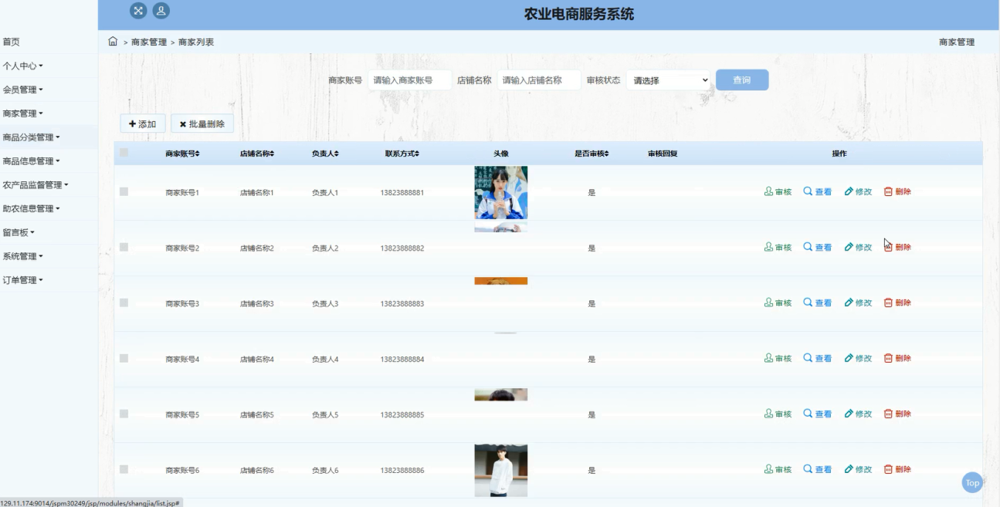 农业电商服务系统
首页
个人中心
会员管理
商家管理
商品分类管理
商品信息管理
农产品监督管理
助农信息管理
留言板
系统管理
订单管理
> 商家管理 > 商家列表
商家管理
商家账号 请输入商家账号 店铺名称 请输入店铺名称 审核状态 请选择 查询
添加 批量删除
商家账号 店铺名称 负责人 联系方式 头像 是否审核 审核回复 操作
商家账号1 店铺名称1 负责人1 13823888881 是 审核 查看 修改 删除
商家账号2 店铺名称2 负责人2 13823888882 是 审核 查看 修改 删除
商家账号3 店铺名称3 负责人3 13823888883 是 审核 查看 修改 删除
商家账号4 店铺名称4 负责人4 13823888884 是 审核 查看 修改 删除
商家账号5 店铺名称5 负责人5 13823888885 是 审核 查看 修改 删除
商家账号6 店铺名称6 负责人6 13823888886 是 审核 查看 修改 删除
Top
129.11.174:9014/jspm30249/jsp/modules/shangjia/list.jsp#